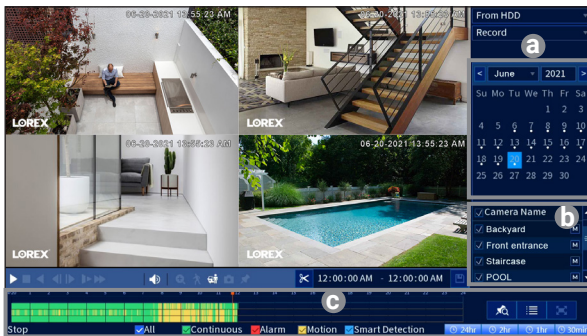 06-20-2021 13:55:23 AM
06-20-2021 13:55:23 AM
LOREX
LOREX
06-20-2021 13:55:23 AM
06-20-2021 13:55:23 AM
LOREX
LOREX
From HDD
Record
a
< June 2021 >
Su Mo Tu We Th Fr Sa
1 2 3
4 5 6 7 8 9 10
11 12 13 14 15 16 17
18 19 20 21 22 23 24
25 26 27 28 29 30
b
Camera Name
Backyard M
Front entrance M
Staircase M
POOL M
12:00:00 AM - 12:00:00 AM
c
Stop All Continuous Alarm Motion Smart Detection 24hr 2hr 1hr 30min